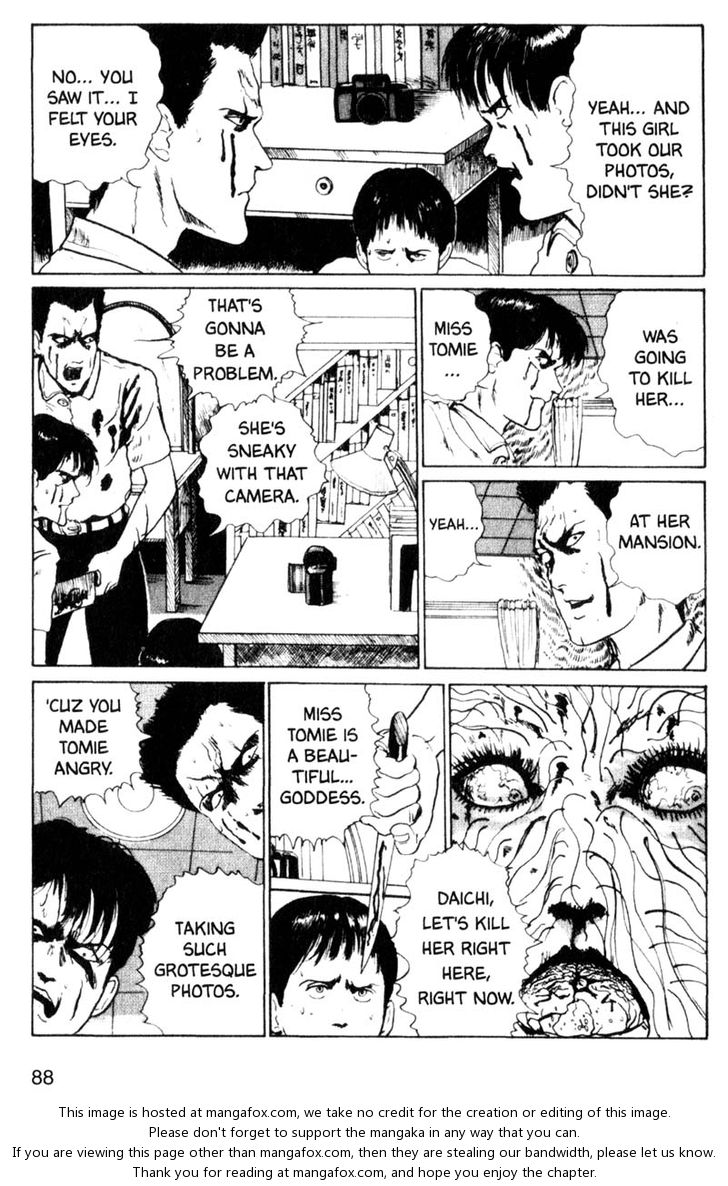 NO... YOU
SAW IT... I
FELT YOUR
EYES.
YEAH... AND
THIS GIRL
TOOK OUR
PHOTOS,
DIDN'T SHE?
THAT'S
GONNA
BE A
PROBLEM.
SHE'S
SNEAKY
WITH THAT
CAMERA.
MISS
TOMIE
...
WAS
GOING
TO KILL
HER...
YEAH...
AT HER
MANSION.
'CUZ YOU
MADE
TOMIE
ANGRY.
TAKING
SUCH
GROTESQUE
PHOTOS.
MISS
TOMIE IS
A BEAU-
TIFUL...
GODDESS.
DAICHI,
LET'S KILL
HER RIGHT
HERE,
RIGHT NOW.
88
This image is hosted at mangafox.com, we take no credit for the creation or editing of this image.
Please don't forget to support the mangaka in any way that you can.
If you are viewing this page other than mangafox.com, then they are stealing our bandwidth, please let us know.
Thank you for reading at mangafox.com, and hope you enjoy the chapter.